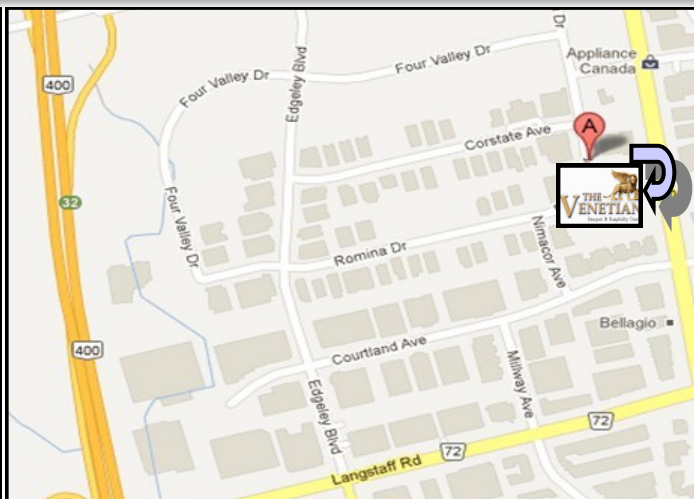 Dr
Appliance
Canada
400
Four Valley Dr
Edgeley Blvd
Four Valley Dr
Corstate Ave
A
THE
VENETIAN
32
Four Valley Dr
Romina Dr
Nimacor Ave
400
Courtland Ave
Bellagio
Millway Ave
Edgeley Blvd
72
72
Langstaff Rd